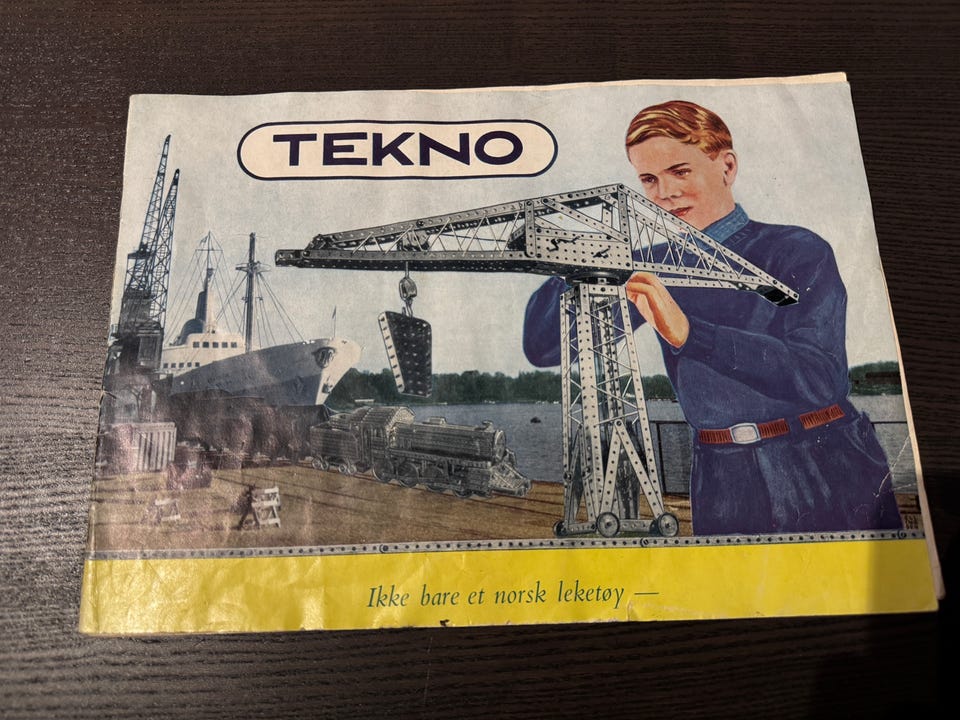 TEKNO
Ikke bare et norsk leketøy —